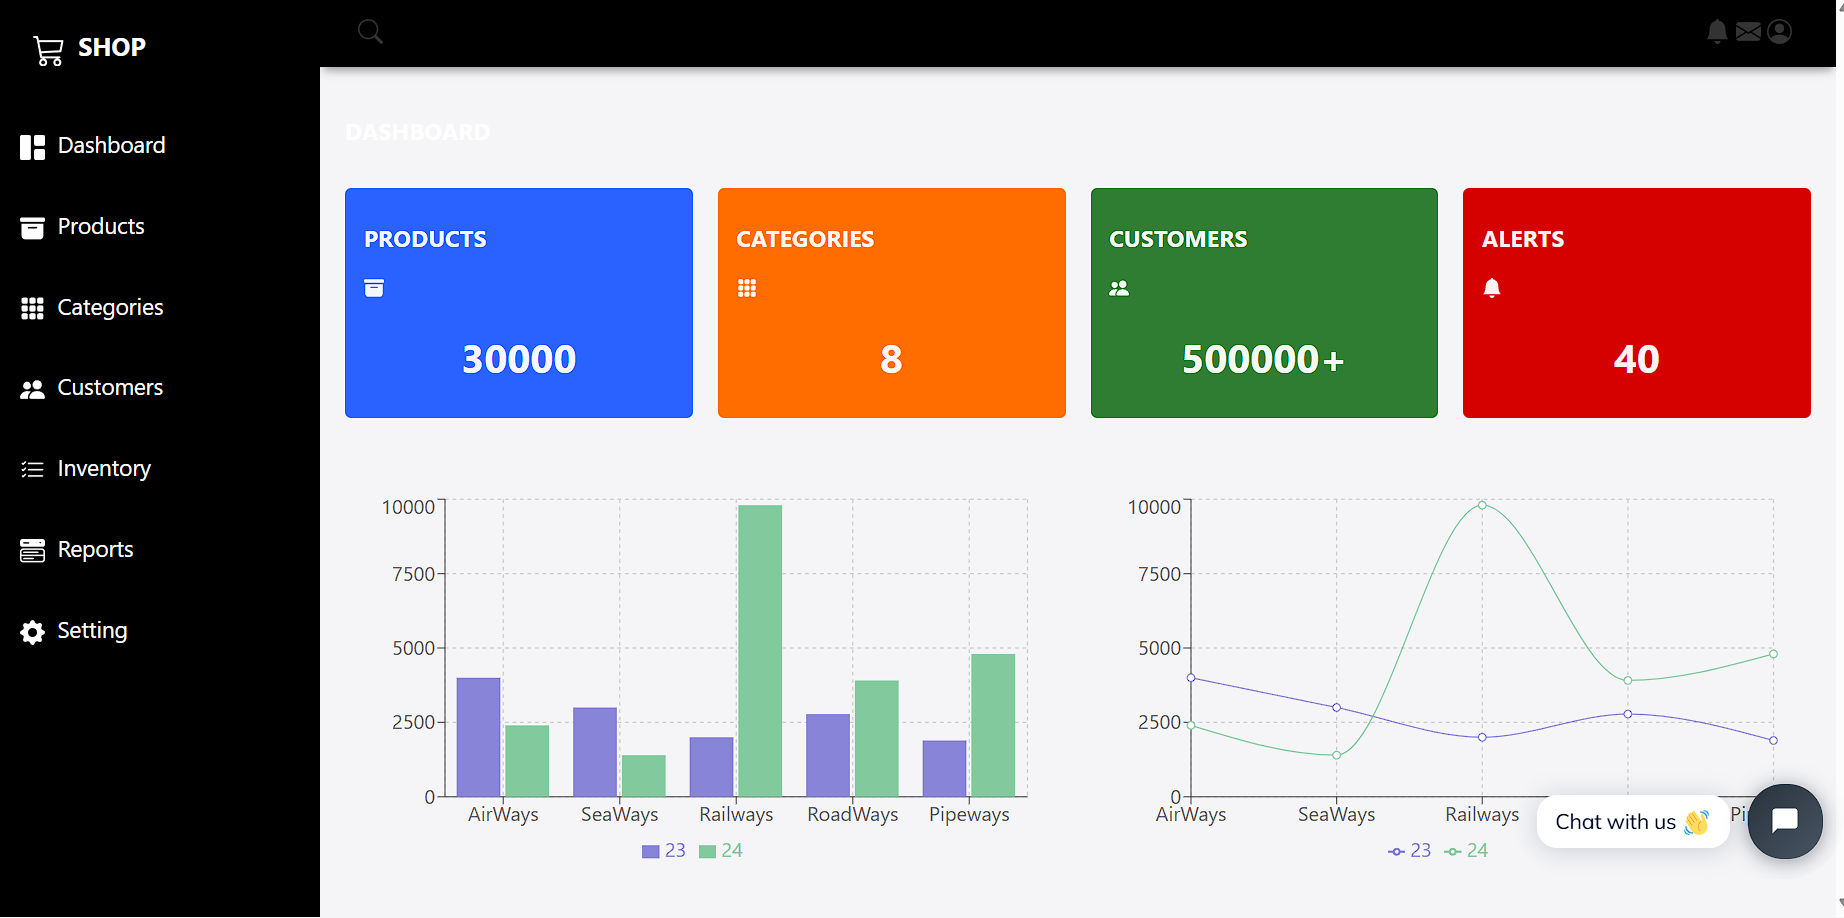 SHOP
Dashboard
Products
Categories
Customers
Inventory
Reports
Setting
DASHBOARD
PRODUCTS
30000
CATEGORIES
8
CUSTOMERS
500000+
ALERTS
40
10000
7500
5000
2500
0
AirWays SeaWays Railways RoadWays Pipeways
23 24
10000
7500
5000
2500
0
AirWays SeaWays Railways
23 24
Chat with us 👋